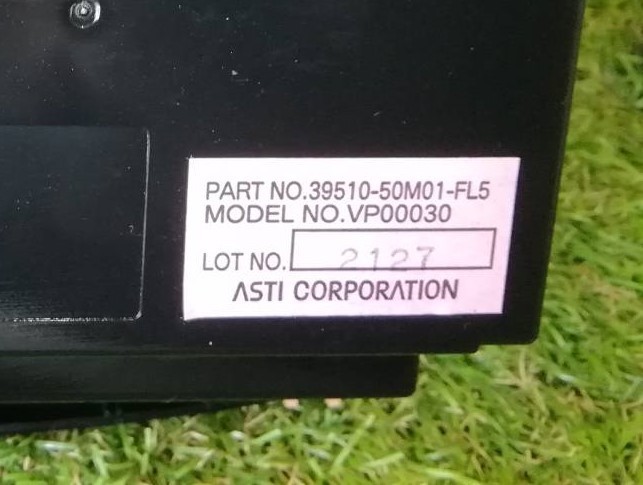 PART NO.39510-50M01-FL5
MODEL NO.VP00030
LOT NO. 2127
ASTI CORPORATION